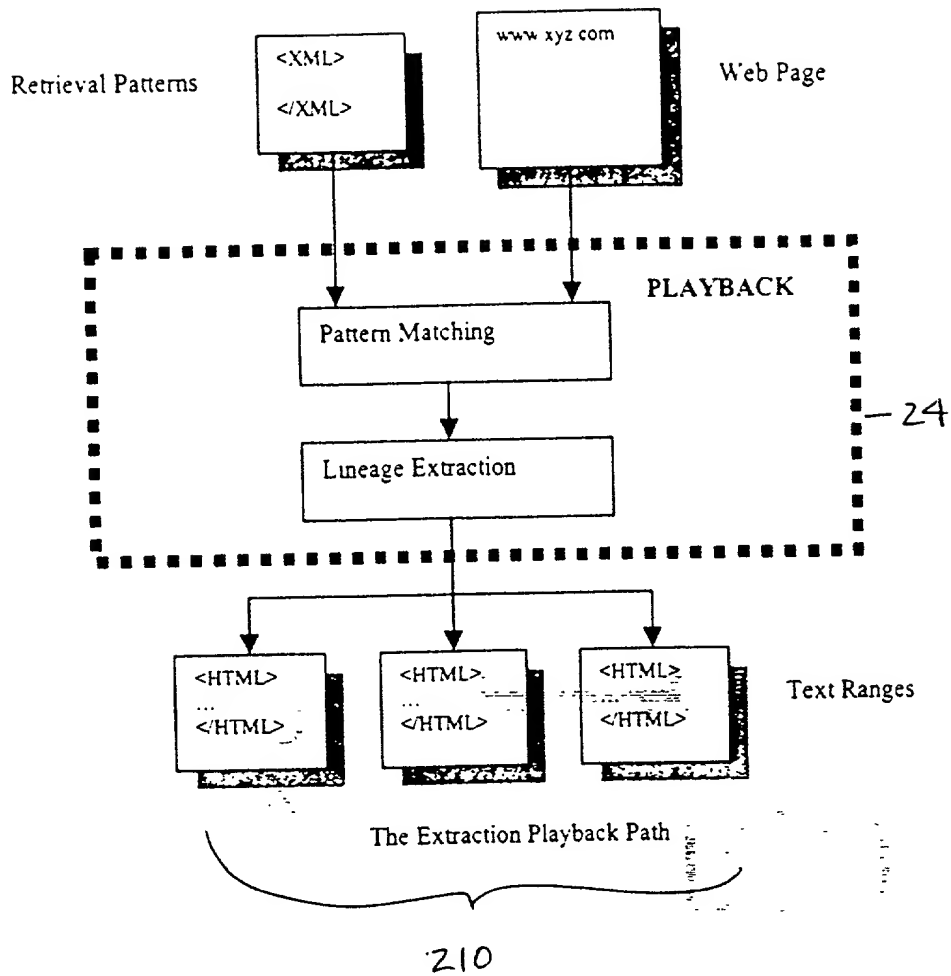 Retrieval Patterns
<XML>
</XML>
www xyz com
Web Page
PLAYBACK
Pattern Matching
Lineage Extraction
24
<HTML>
...
</HTML>
<HTML>
...
</HTML>
<HTML>
...
</HTML>
Text Ranges
The Extraction Playback Path
210